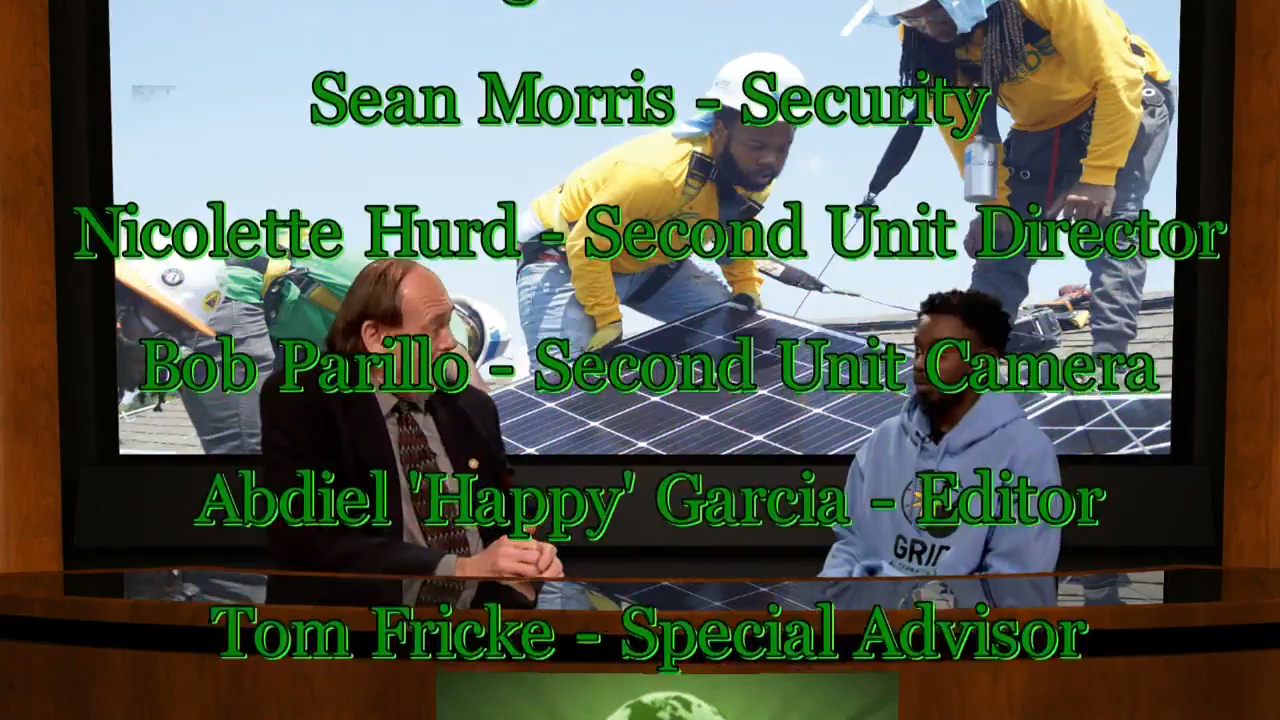 Sean Morris - Security
Nicolette Hurd - Second Unit Director
Bob Parillo - Second Unit Camera
Abdiel 'Happy' Garcia - Editor
GRID
Tom Fricke - Special Advisor